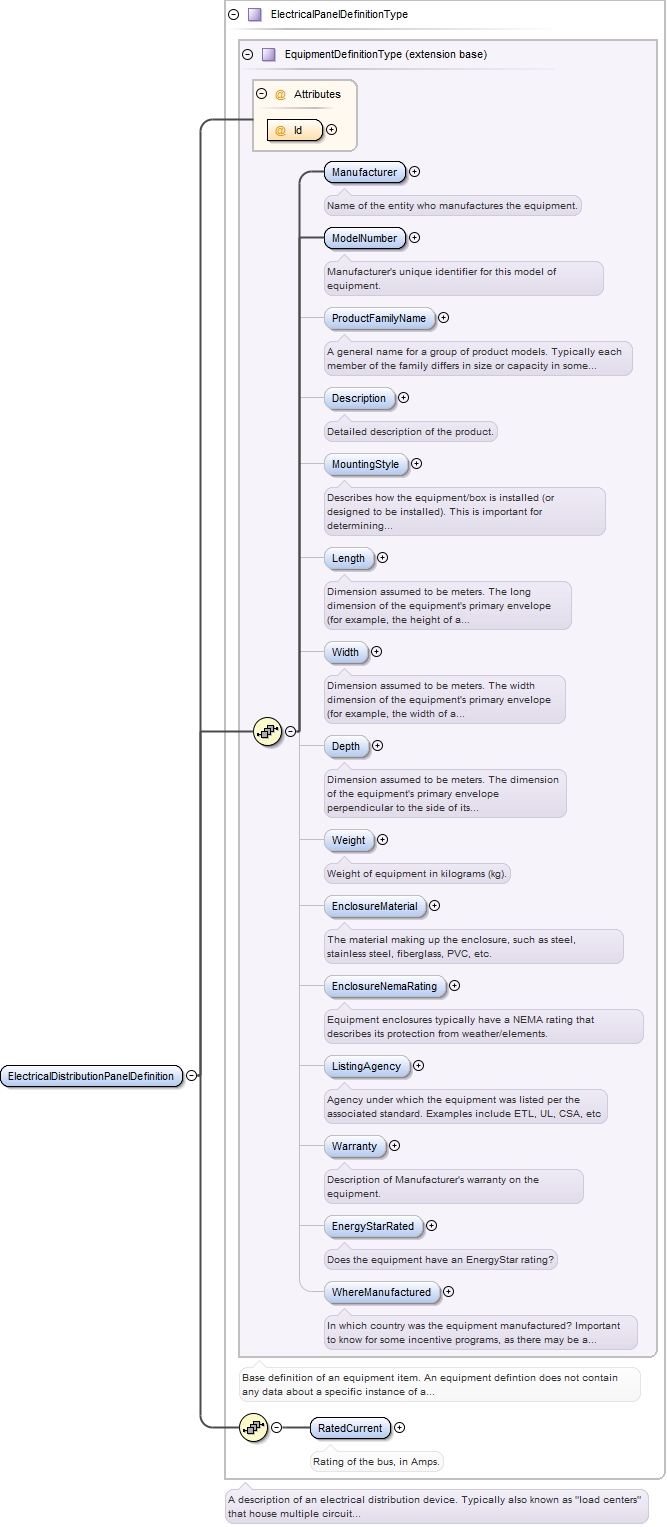 ElectricalPanelDefinitionType
EquipmentDefinitionType (extension base)
@ Attributes
@ Id
Manufacturer
Name of the entity who manufactures the equipment.
ModelNumber
Manufacturer's unique identifier for this model of
equipment.
ProductFamilyName
A general name for a group of product models. Typically each
member of the family differs in size or capacity in some...
Description
Detailed description of the product.
MountingStyle
Describes how the equipment/box is installed (or
designed to be installed). This is important for
determining...
Length
Dimension assumed to be meters. The long
dimension of the equipment's primary envelope
(for example, the height of a...
Width
Dimension assumed to be meters. The width
dimension of the equipment's primary envelope
(for example, the width of a...
Depth
Dimension assumed to be meters. The dimension
of the equipment's primary envelope
perpendicular to the side of its...
Weight
Weight of equipment in kilograms (kg).
EnclosureMaterial
The material making up the enclosure, such as steel,
stainless steel, fiberglass, PVC, etc.
EnclosureNemaRating
Equipment enclosures typically have a NEMA rating that
describes its protection from weather/elements.
ElectricalDistributionPanelDefinition
ListingAgency
Agency under which the equipment was listed per the
associated standard. Examples include ETL, UL, CSA, etc
Warranty
Description of Manufacturer's warranty on the
equipment.
EnergyStarRated
Does the equipment have an EnergyStar rating?
WhereManufactured
In which country was the equipment manufactured? Important
to know for some incentive programs, as there may be a...
Base definition of an equipment item. An equipment defintion does not contain
any data about a specific instance of a...
RatedCurrent
Rating of the bus, in Amps.
A description of an electrical distribution device. Typically also known as "load centers"
that house multiple circuit...